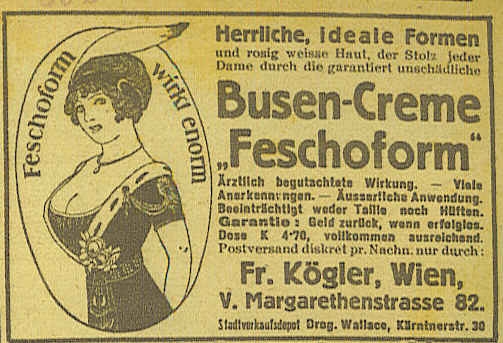 Feschoform
wirkt enorm
Herrliche, ideale Formen
und rosig weisse Haut, der Stolz jeder
Dame durch die garantiert unschädliche
Busen-Creme
„Feschoform“
Ärztlich begutachtete Wirkung. — Viele
Anerkennungen. — Äusserliche Anwendung.
Beeinträchtigt weder Taille noch Hüften.
Garantie: Geld zurück, wenn erfolglos.
Dose K 4·70, vollkommen ausreichend.
Postversand diskret pr. Nachn. nur durch:
Fr. Kögler, Wien,
V. Margarethenstrasse 82.
Stadtverkaufsdepot Drog. Wallace, Kärntnerstr. 30